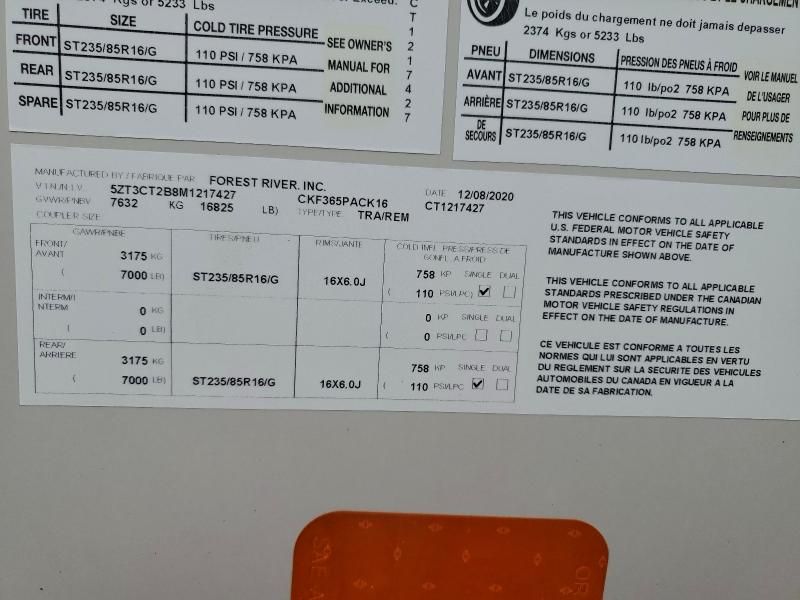 Kgs or 5233 Lbs
TIRE SIZE COLD TIRE PRESSURE
FRONT ST235/85R16/G 110 PSI / 758 KPA
REAR ST235/85R16/G 110 PSI / 758 KPA
SPARE ST235/85R16/G 110 PSI / 758 KPA
SEE OWNER'S
MANUAL FOR
ADDITIONAL
INFORMATION
C
T
1
2
1
7
4
2
7
Le poids du chargement ne doit jamais depasser
2374 Kgs or 5233 Lbs
PNEU DIMENSIONS PRESSION DES PNEUS À FROID
AVANT ST235/85R16/G 110 lb/po2 758 KPA
ARRIÈRE ST235/85R16/G 110 lb/po2 758 KPA
DE SECOURS ST235/85R16/G 110 lb/po2 758 KPA
VOIR LE MANUEL
DE L'USAGER
POUR PLUS DE
RENSEIGNEMENTS
MANUFACTURED BY / FABRIQUE PAR FOREST RIVER, INC. DATE 12/08/2020
V.I.N./N.I.V. 5ZT3CT2B8M1217427 CKF365PACK16 CT1217427
GVWR/PNBV 7632 KG 16825 LB) TYPE/TYPE TRA/REM
COUPLER SIZE
GAWR/PNBE TIRES/PNEU RIMS/JANTE COLD INFL. PRESS/PRESS DE
GONFL A FROID
FRONT/
AVANT 3175 KG 758 KP SINGLE DUAL
( 7000 LB) ST235/85R16/G 16X6.0J ( 110 PSI/LPC)
INTERM/I
NTERM 0 KG 0 KP SINGLE DUAL
( 0 LB) ( 0 PSI/LPC
REAR/
ARRIERE 3175 KG 758 KP SINGLE DUAL
( 7000 LB) ST235/85R16/G 16X6.0J ( 110 PSI/LPC
THIS VEHICLE CONFORMS TO ALL APPLICABLE
U.S. FEDERAL MOTOR VEHICLE SAFETY
STANDARDS IN EFFECT ON THE DATE OF
MANUFACTURE SHOWN ABOVE.
THIS VEHICLE CONFORMS TO ALL APPLICABLE
STANDARDS PRESCRIBED UNDER THE CANADIAN
MOTOR VEHICLE SAFETY REGULATIONS IN
EFFECT ON THE DATE OF MANUFACTURE.
CE VEHICULE EST CONFORME A TOUTES LES
NORMES QUI LUI SONT APPLICABLES EN VERTU
DU REGLEMENT SUR LA SECURITE DES VEHICULES
AUTOMOBILES DU CANADA EN VIGUEUR A LA
DATE DE SA FABRICATION.